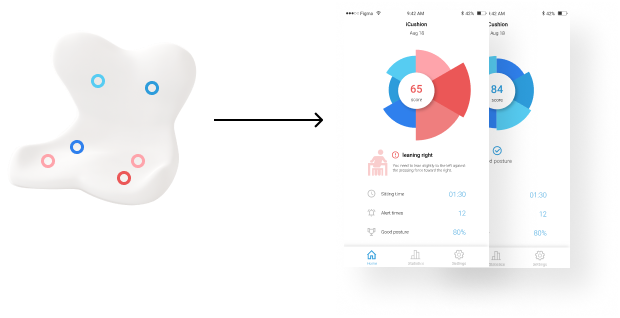 Figma
9:42 AM
42%
iCushion
Aug 18
65
score
leaning right
You need to lean slightly to the left against
the pressing force toward the right.
Sitting time
01:30
Alert times
12
Good posture
80%
Home
Statistics
Settings
9:42 AM
42%
Cushion
Aug 18
84
score
d posture
01:30
12
80%
Statistics
Settings